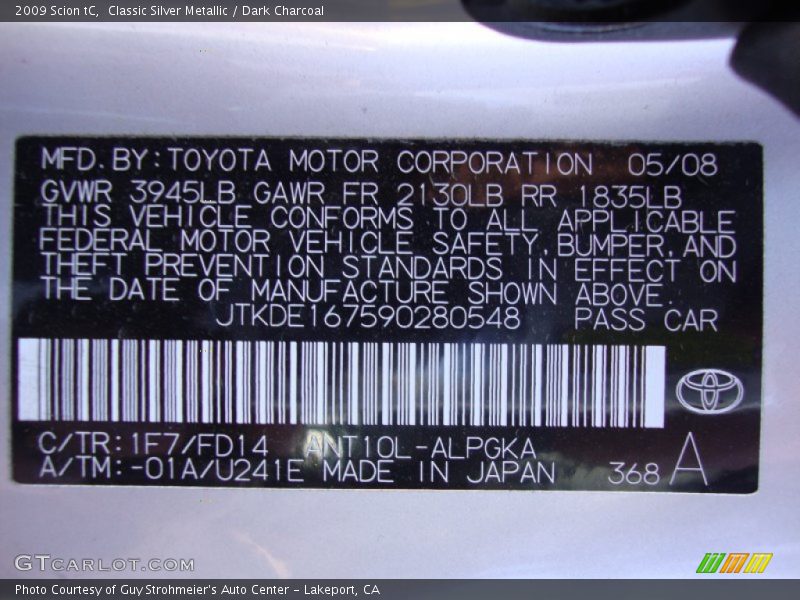 2009 Scion tC,  Classic Silver Metallic / Dark Charcoal
MFD. BY: TOYOTA MOTOR CORPORATION 05/08
GVWR 3945LB GAWR FR 2130LB RR 1835LB
THIS VEHICLE CONFORMS TO ALL APPLICABLE
FEDERAL MOTOR VEHICLE SAFETY, BUMPER, AND
THEFT PREVENTION STANDARDS IN EFFECT ON
THE DATE OF MANUFACTURE SHOWN ABOVE.
JTKDE167590280548 PASS CAR
C/TR: 1F7/FD14 ANT10L-ALPGKA
A/TM: -01A/U241E MADE IN JAPAN 368 A
GTCARLOT.COM
Photo Courtesy of Guy Strohmeier's Auto Center - Lakeport, CA